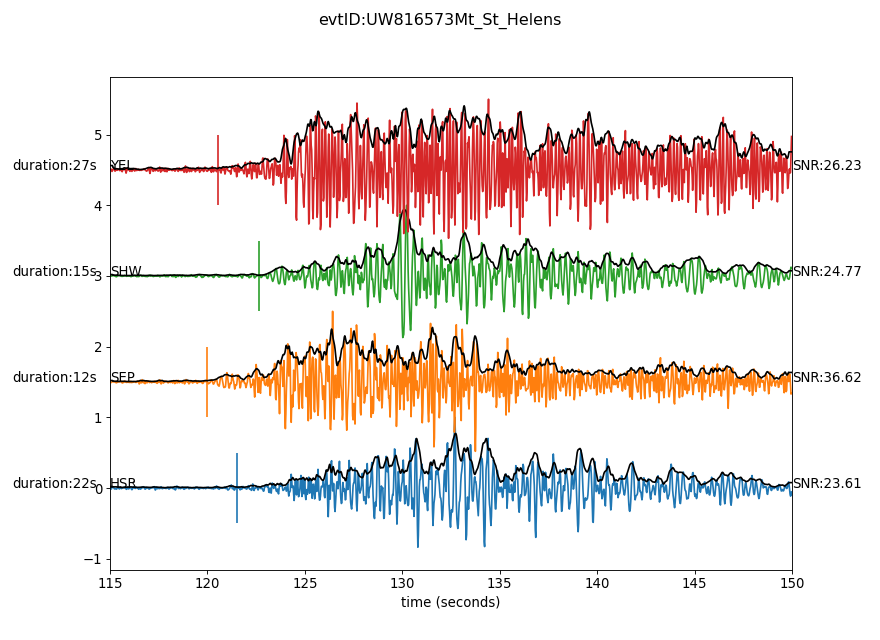 evtID:UW816573Mt_St_Helens
5
duration:27s YEL SNR:26.23
4
duration:15s 3 SHW SNR:24.77
2
duration:12s SEP SNR:36.62
1
duration:22s 0 HSR SNR:23.61
−1
115 120 125 130 135 140 145 150
time (seconds)